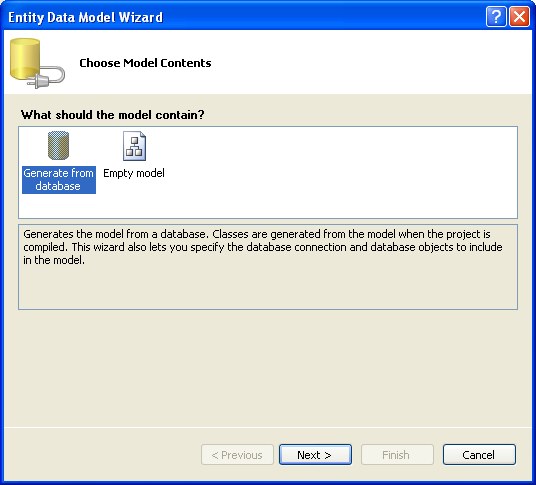 Entity Data Model Wizard
Choose Model Contents
What should the model contain?
Generate from
database
Empty model
Generates the model from a database. Classes are generated from the model when the project is
compiled. This wizard also lets you specify the database connection and database objects to include
in the model.
< Previous
Next >
Finish
Cancel